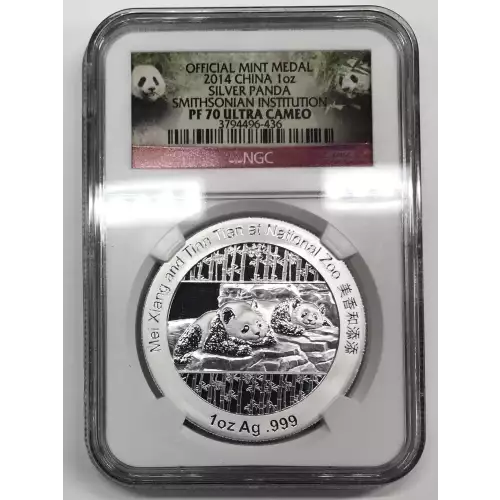 OFFICIAL MINT MEDAL
2014 CHINA 1oz
SILVER PANDA
SMITHSONIAN INSTITUTION
PF 70 ULTRA CAMEO
3794496-436
NGC
Mei Xiang and Tian Tian at National Zoo 美香和添添
1oz Ag .999